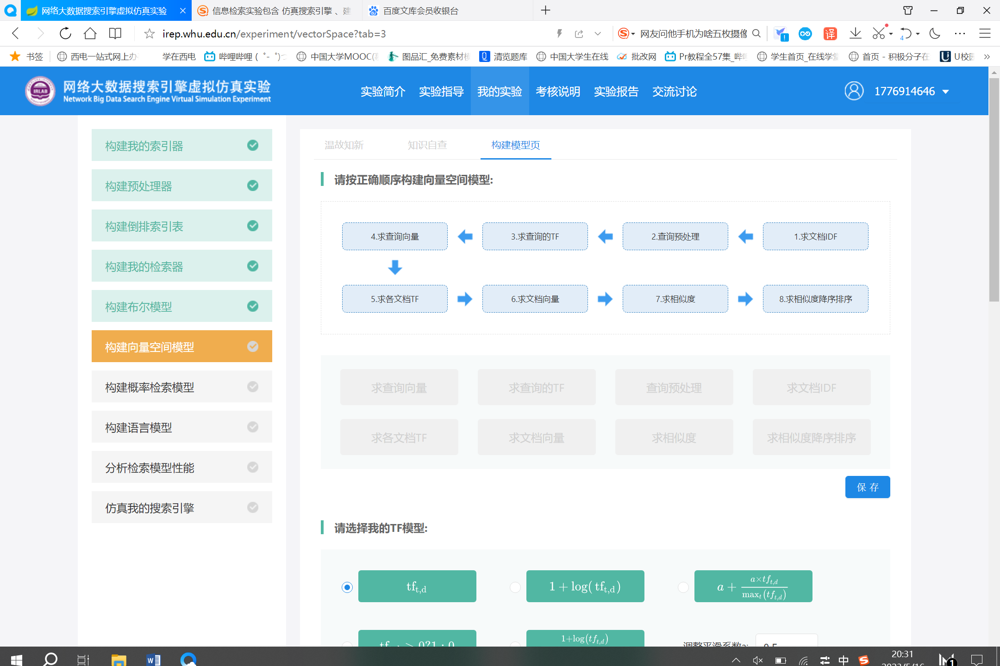 网络大数据搜索引擎虚拟仿真实验
信息检索实验包含 仿真搜索引擎 、建
百度文库会员收银台
irep.whu.edu.cn/experiment/vectorSpace?tab=3
网友问他手机为啥五枚摄像
译
4
书签
西电一站式网上办
学在西电
哔哩哔哩 ( ゜- ゜)つ
中国大学MOOC(慕
图品汇_免费素材模
清览题库
中国大学生在线
批改网
Pr教程全57集_哔哩
学生首页_在线学堂
首页 - 积极分子在
U校园
IRLAB
网络大数据搜索引擎虚拟仿真实验
Network Big Data Search Engine Virtual Simulation Experiment
实验简介
实验指导
我的实验
考核说明
实验报告
交流讨论
1776914646
构建我的索引器
构建预处理器
构建倒排索引表
构建我的检索器
构建布尔模型
构建向量空间模型
构建概率检索模型
构建语言模型
分析检索模型性能
仿真我的搜索引擎
温故知新
知识自查
构建模型页
请按正确顺序构建向量空间模型:
4.求查询向量
3.求查询的TF
2.查询预处理
1.求文档IDF
5.求各文档TF
6.求文档向量
7.求相似度
8.求相似度降序排序
求查询向量
求查询的TF
查询预处理
求文档IDF
求各文档TF
求文档向量
求相似度
求相似度降序排序
保 存
请选择我的TF模型:
tf_{t,d}
1 + log( tf_{t,d} )
a + \frac{a×tf_{t,d}}{max_t(tf_{t,d})}
1+log(tf_{t,d})
调整平滑系数a:
0.5
中
20:31
2022/5/16